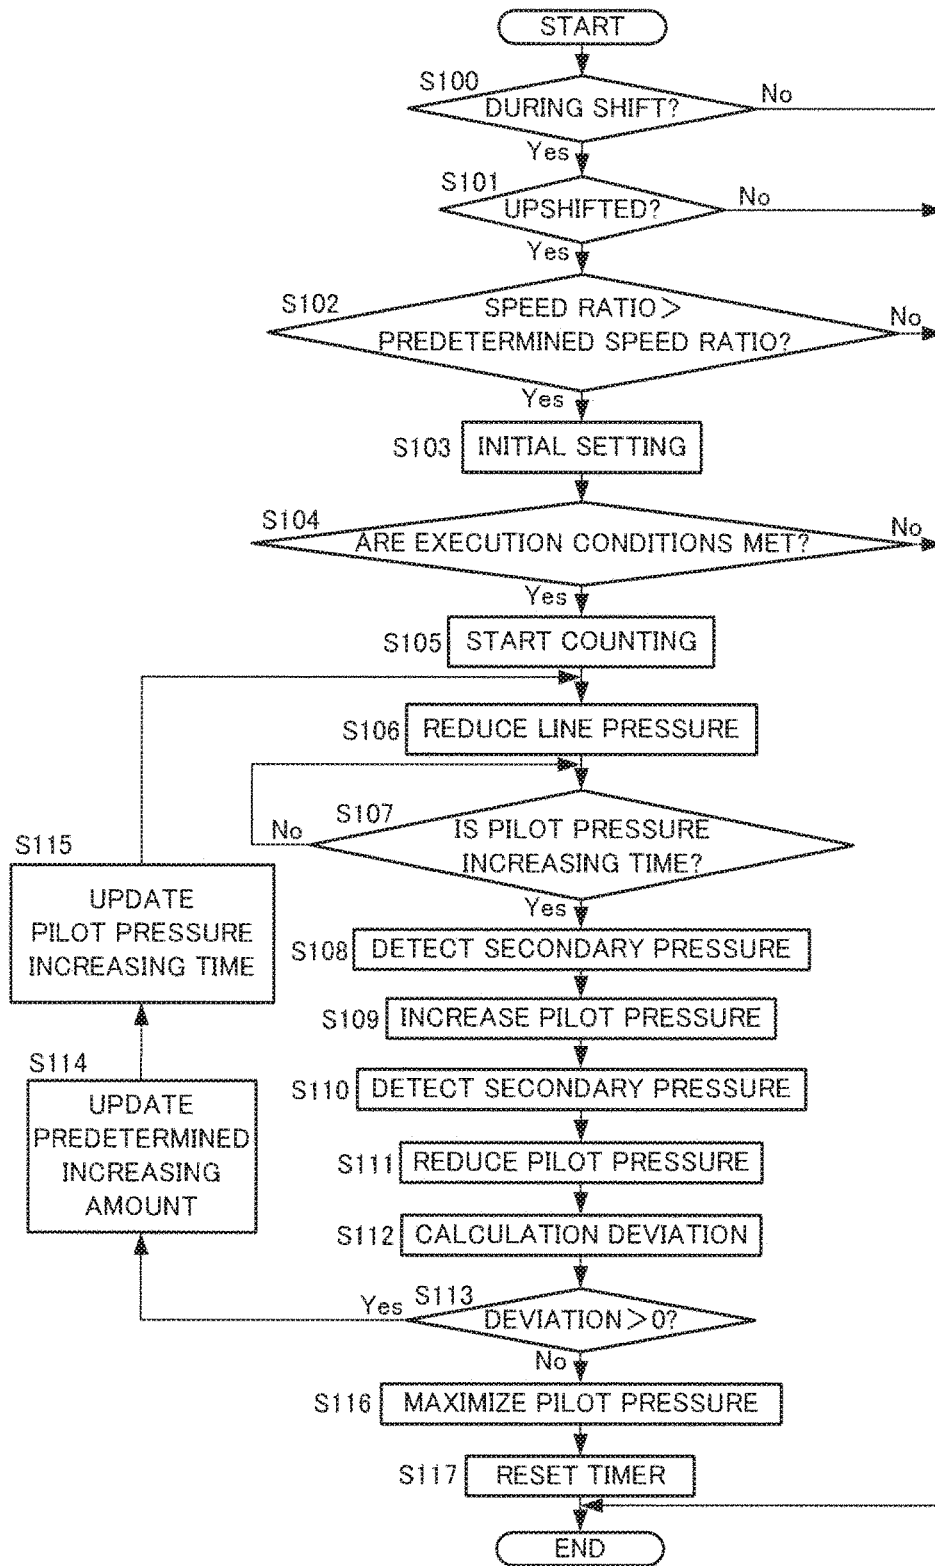 START
S100
DURING SHIFT?
No
Yes
S101
UPSHIFTED?
No
Yes
S102
SPEED RATIO>
PREDETERMINED SPEED RATIO?
No
Yes
S103
INITIAL SETTING
S104
ARE EXECUTION CONDITIONS MET?
No
Yes
S105
START COUNTING
S106
REDUCE LINE PRESSURE
S107
IS PILOT PRESSURE
INCREASING TIME?
No
Yes
S108
DETECT SECONDARY PRESSURE
S109
INCREASE PILOT PRESSURE
S110
DETECT SECONDARY PRESSURE
S111
REDUCE PILOT PRESSURE
S112
CALCULATION DEVIATION
S113
DEVIATION>0?
Yes
No
S114
UPDATE
PREDETERMINED
INCREASING
AMOUNT
S115
UPDATE
PILOT PRESSURE
INCREASING TIME
S116
MAXIMIZE PILOT PRESSURE
S117
RESET TIMER
END